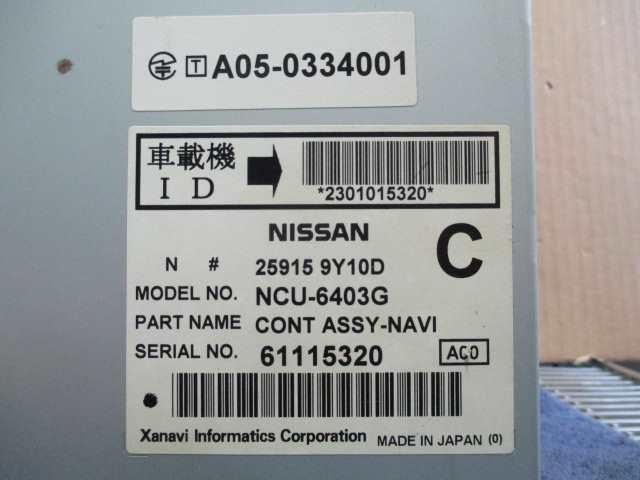 T A05-0334001
車載機
ID
*2301015320*
NISSAN
C
N # 25915 9Y10D
MODEL NO. NCU-6403G
PART NAME CONT ASSY-NAVI
SERIAL NO. 61115320 AC0
Xanavi Informatics Corporation MADE IN JAPAN (0)